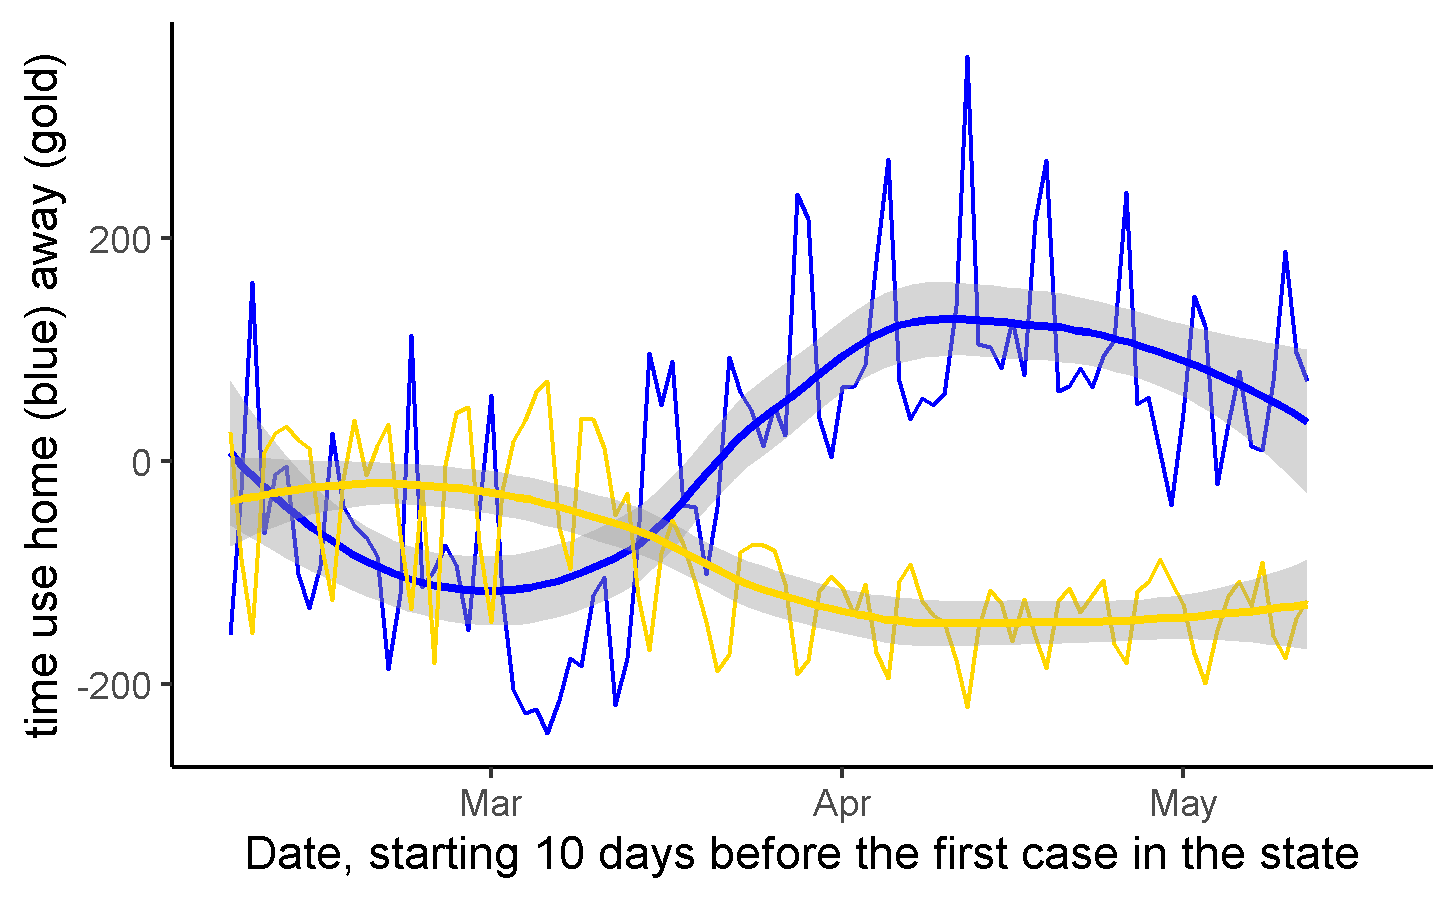 time use home (blue) away (gold)
200
0
-200
Mar Apr May
Date, starting 10 days before the first case in the state